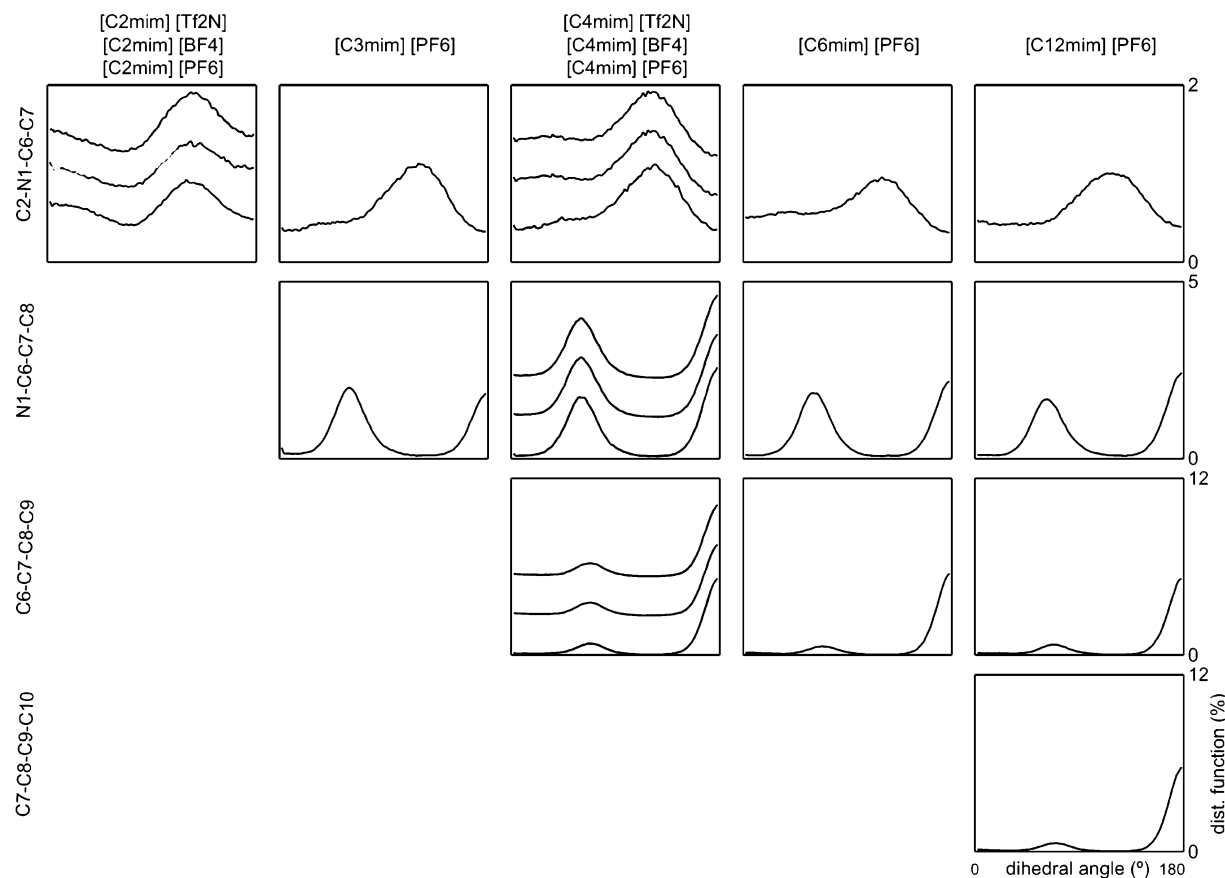 [C2mim] [Tf2N]
[C2mim] [BF4]
[C2mim] [PF6]
[C3mim] [PF6]
[C4mim] [Tf2N]
[C4mim] [BF4]
[C4mim] [PF6]
[C6mim] [PF6]
[C12mim] [PF6]
C2-N1-C6-C7
2
0
N1-C6-C7-C8
5
0
C6-C7-C8-C9
12
0
C7-C8-C9-C10
12
0
dist. function (%)
0 dihedral angle (º) 180